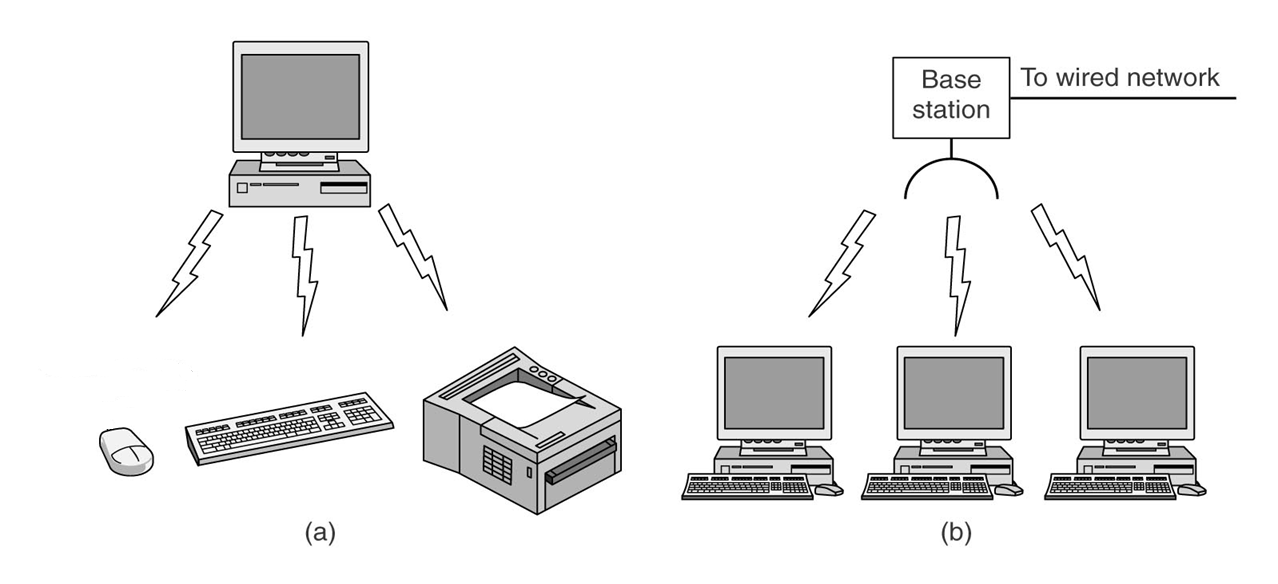 Base
station
To wired network
(a)
(b)